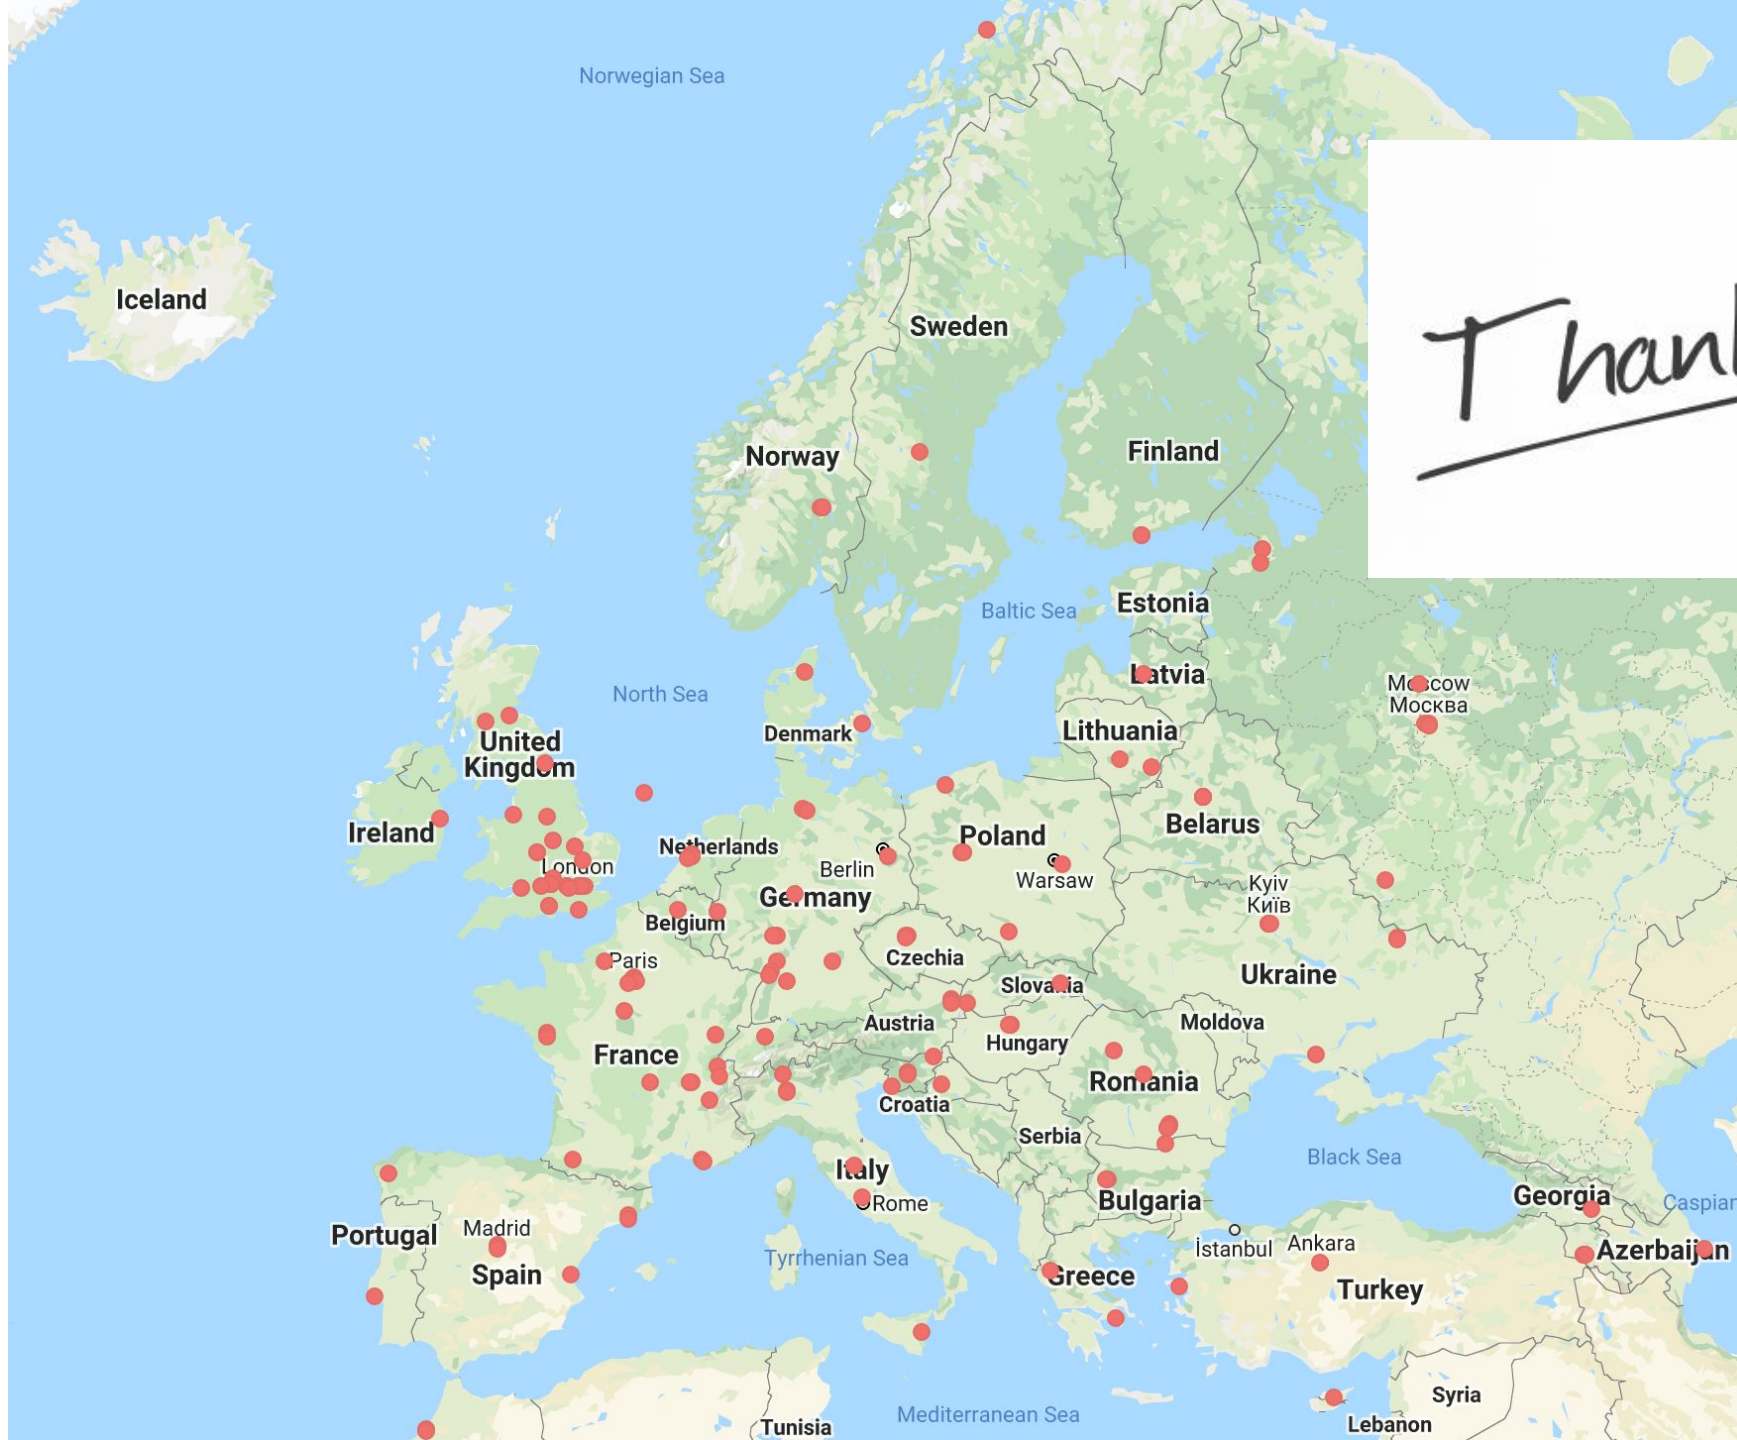 Norwegian Sea
Iceland
Sweden
Thank
Norway
Finland
Baltic Sea
Estonia
North Sea
Latvia
Moscow
Москва
Denmark
Lithuania
United
Kingdom
Ireland
Netherlands
Berlin
Poland
Belarus
London
Warsaw
Germany
Kyiv
Київ
Belgium
Paris
Czechia
Slovakia
Ukraine
Austria
Moldova
Hungary
France
Romania
Croatia
Serbia
Black Sea
Italy
Georgia
Bulgaria
Caspian
Rome
Portugal
Madrid
İstanbul
Ankara
Azerbaijan
Tyrrhenian Sea
Spain
Greece
Turkey
Syria
Mediterranean Sea
Lebanon
Tunisia